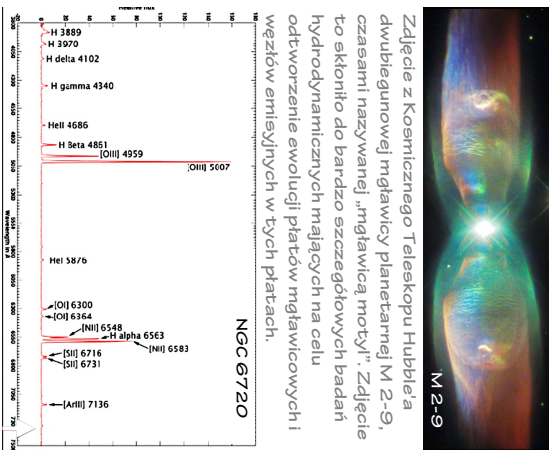 M 2-9
Zdjęcie z Kosmicznego Teleskopu Hubble'a
dwubiegunowej mgławicy planetarnej M 2-9,
czasami nazywanej „mgławicą motyl". Zdjęcie
to skłoniło do bardzo szczegółowych badań
hydrodynamicznych mających na celu
odtworzenie ewolucji płatów mgławicowych i
węzłów emisyjnych w tych płatach.
NGC 6720
H 3889
H 3970
H delta 4102
H gamma 4340
HeII 4686
H Beta 4861
[OIII] 4959
[OIII] 5007
HeI 5876
[OI] 6300
[OI] 6364
[NII] 6548
H alpha 6563
[NII] 6583
[SII] 6716
[SII] 6731
[ArIII] 7136
Wavelength in A